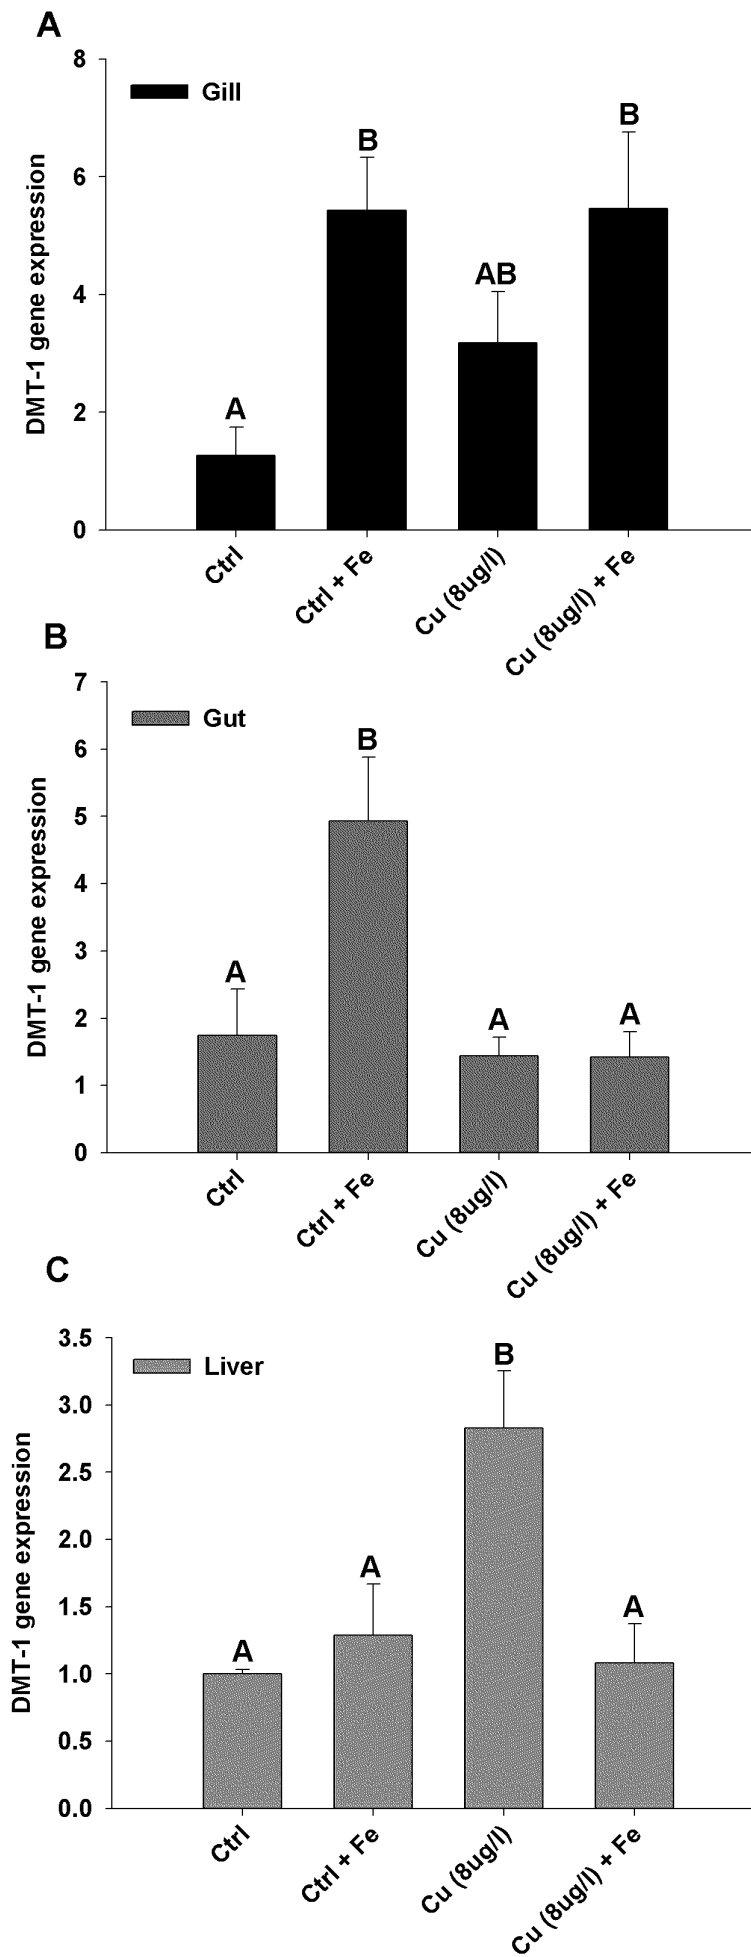 A
8
Gill
B
B
6
AB
4
A
2
0
DMT-1 gene expression
Ctrl
Ctrl + Fe
Cu (8ug/l)
Cu (8ug/l) + Fe
B
7
Gut
B
6
5
4
3
A
2
A
A
1
0
DMT-1 gene expression
Ctrl
Ctrl + Fe
Cu (8ug/l)
Cu (8ug/l) + Fe
C
3.5
Liver
B
3.0
2.5
2.0
A
A
1.5
A
1.0
0.5
0.0
DMT-1 gene expression
Ctrl
Ctrl + Fe
Cu (8ug/l)
Cu (8ug/l) + Fe